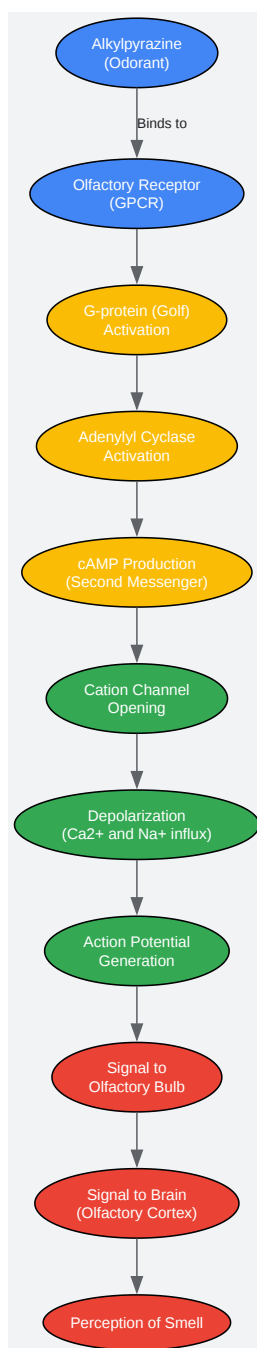 Alkylpyrazine
(Odorant)
Binds to
Olfactory Receptor
(GPCR)
G-protein (Golf)
Activation
Adenylyl Cyclase
Activation
cAMP Production
(Second Messenger)
Cation Channel
Opening
Depolarization
(Ca2+ and Na+ influx)
Action Potential
Generation
Signal to
Olfactory Bulb
Signal to Brain
(Olfactory Cortex)
Perception of Smell